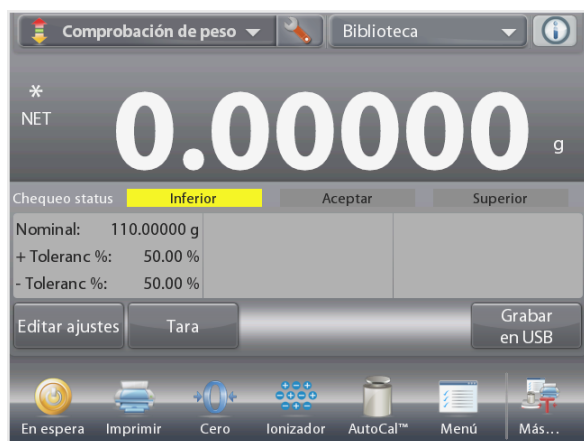 Comprobación de peso Biblioteca
*
NET
0.00000 g
Chequeo status Inferior Aceptar Superior
Nominal: 110.00000 g
+ Toleranc %: 50.00 %
- Toleranc %: 50.00 %
Editar ajustes Tara Grabar en USB
0
En espera Imprimir Cero Ionizador AutoCal™ Menú Más...